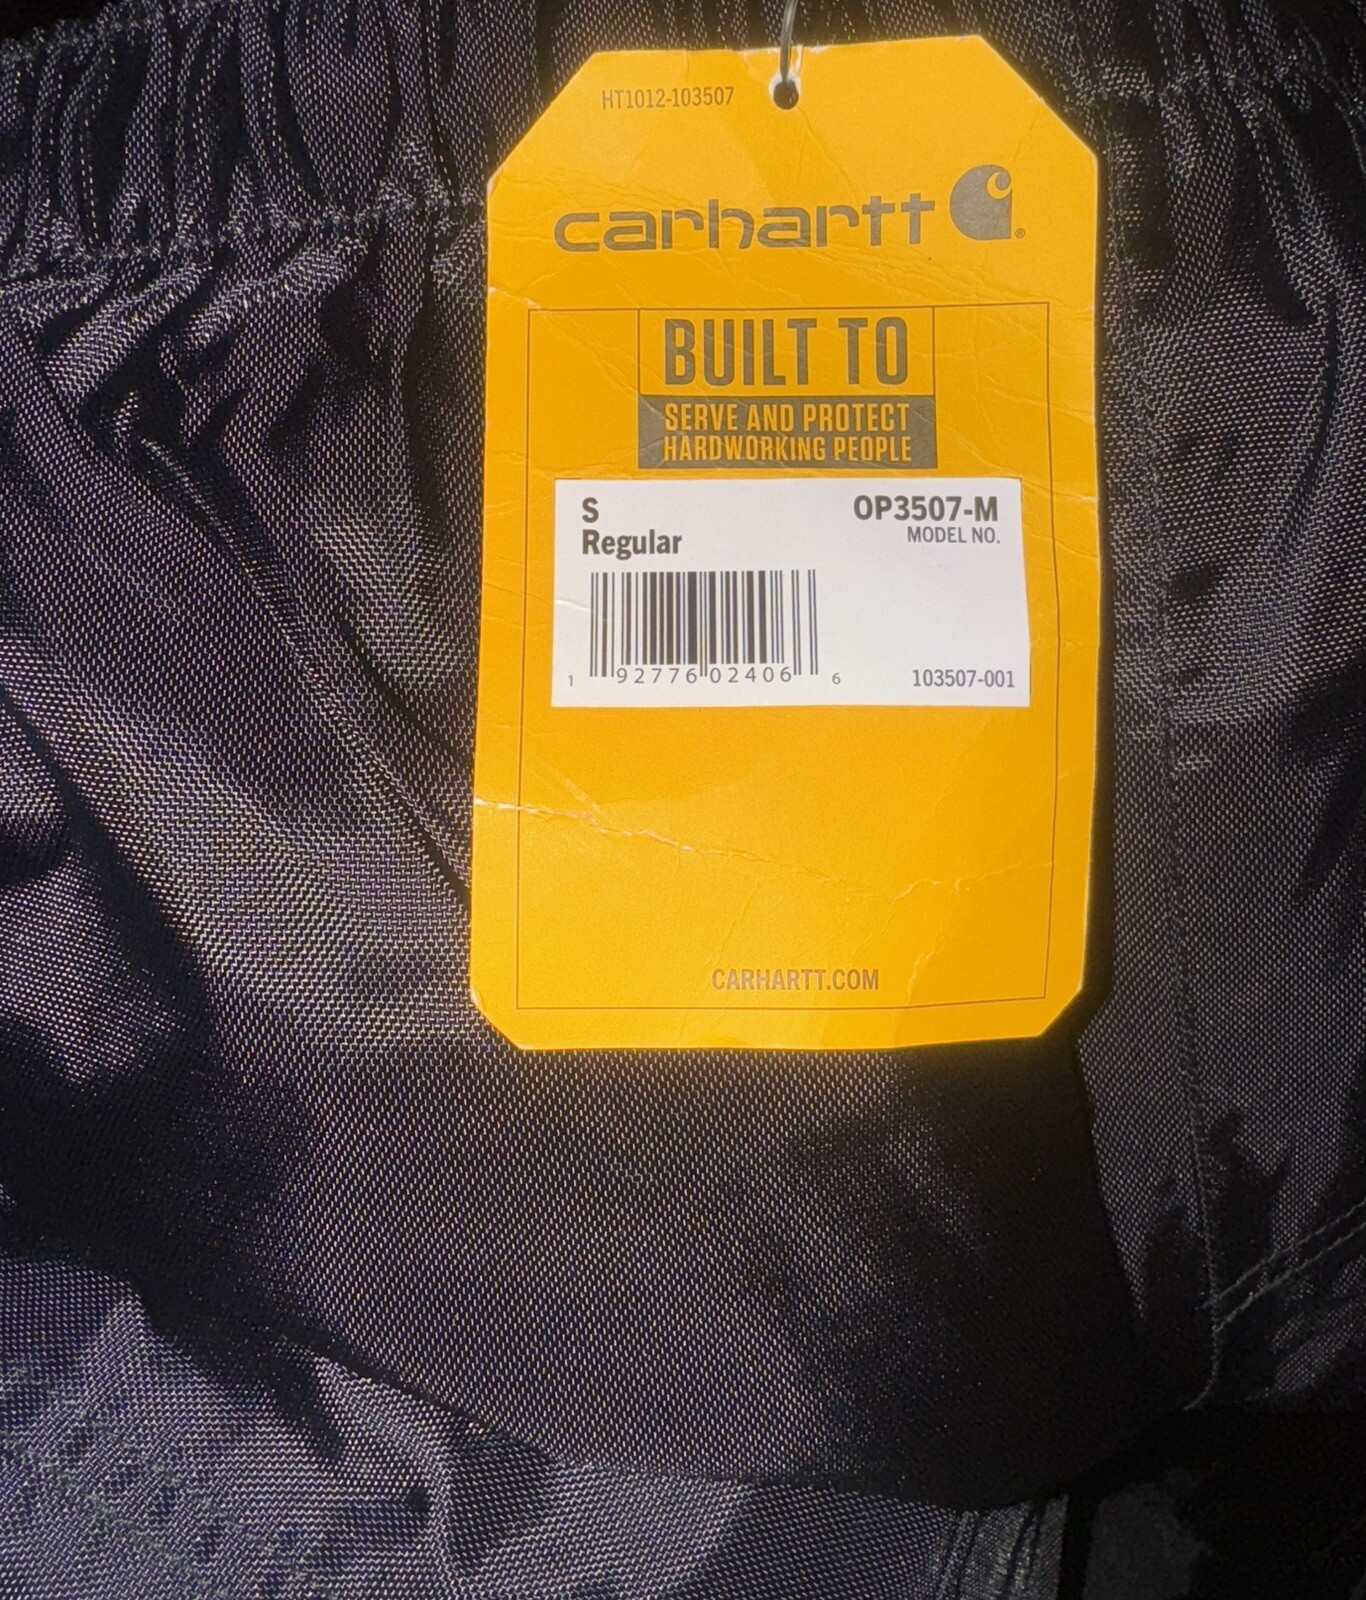 HT1012-103507
carhartt ®
BUILT TO
SERVE AND PROTECT
HARDWORKING PEOPLE
S OP3507-M
Regular MODEL NO.
1 92776 02406 6 103507-001
CARHARTT.COM